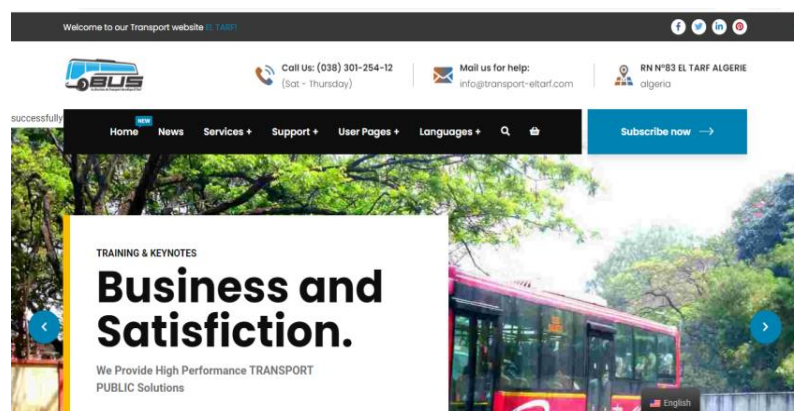 Welcome to our Transport website EL TARF!
BUS
Call Us: (038) 301-254-12
(Sat - Thursday)
Mail us for help:
info@transport-eltarf.com
RN N°83 EL TARF ALGERIE
algeria
successfully
NEW
Home News Services + Support + User Pages + Languages +
Subscribe now
TRAINING & KEYNOTES
Business and
Satisfiction.
We Provide High Performance TRANSPORT
PUBLIC Solutions
English